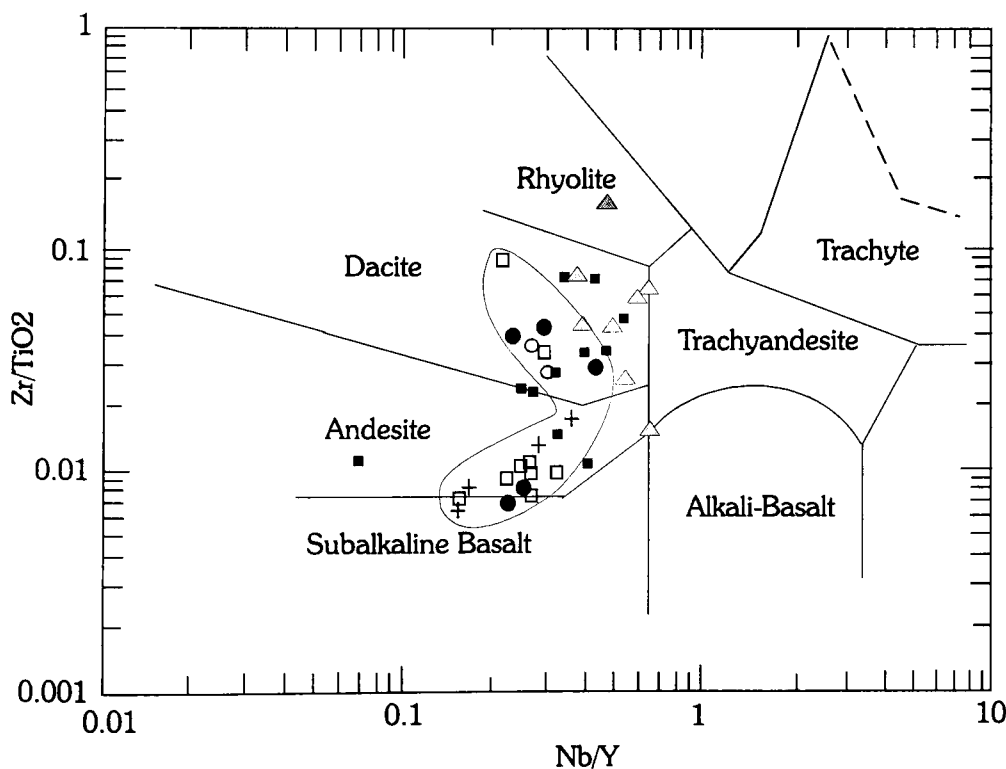 1
Rhyolite
0.1
Trachyte
Dacite
Zr/TiO2
Trachyandesite
Andesite
0.01
Alkali-Basalt
Subalkaline Basalt
0.001
0.01
0.1
1
10
Nb/Y